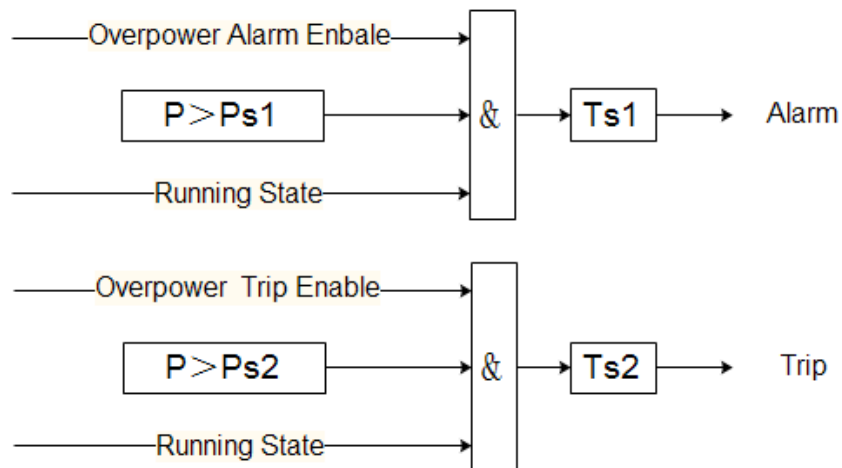 Overpower Alarm Enbale
P＞Ps1
&
Ts1
Alarm
Running State
Overpower Trip Enable
P＞Ps2
&
Ts2
Trip
Running State